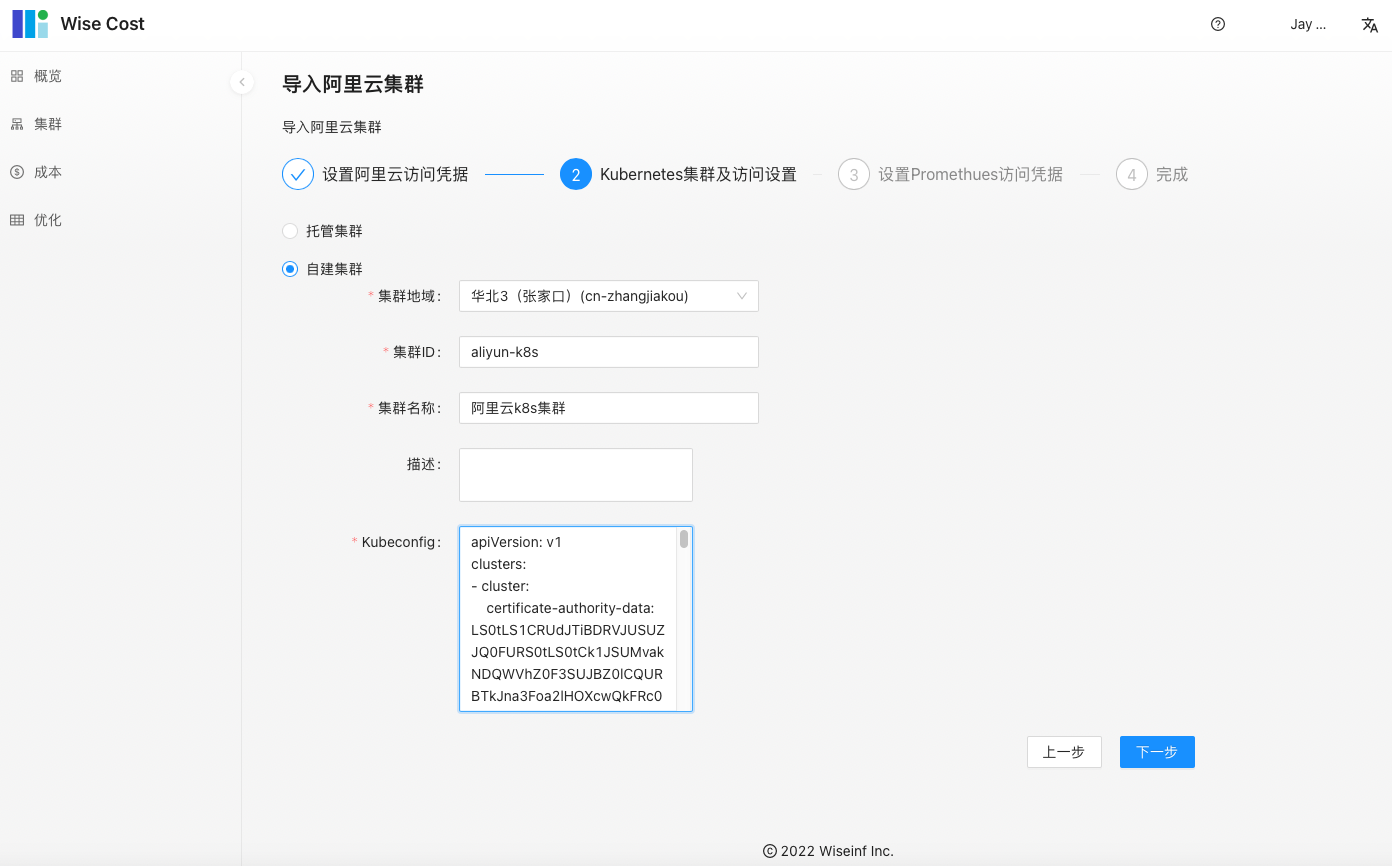 Wise Cost
Jay ...
概览
集群
成本
优化
导入阿里云集群
导入阿里云集群
设置阿里云访问凭据
2 Kubernetes集群及访问设置
3 设置Promethues访问凭据
4 完成
托管集群
自建集群
* 集群地域:
华北3（张家口）(cn-zhangjiakou)
* 集群ID:
aliyun-k8s
* 集群名称:
阿里云k8s集群
描述:
* Kubeconfig:
apiVersion: v1
clusters:
- cluster:
certificate-authority-data:
LS0tLS1CRUdJTiBDRVJUSUZ
JQ0FURS0tLS0tCk1JSUMvak
NDQWVhZ0F3SUJBZ0lCQUR
BTkJna3Foa2lHOXcwQkFRc0
上一步
下一步
© 2022 Wiseinf Inc.